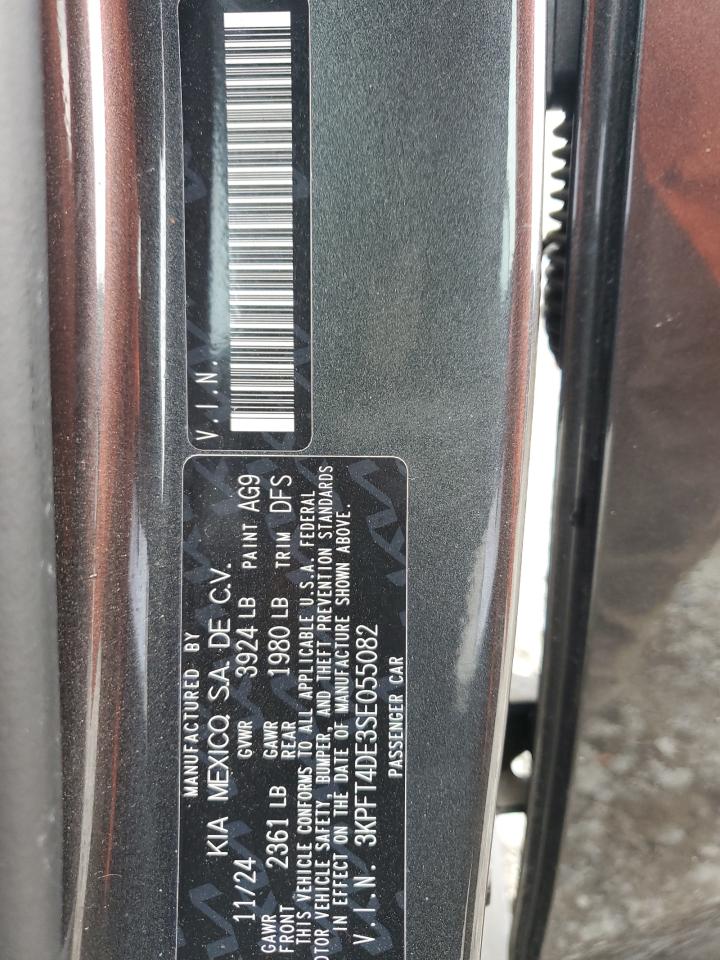 MANUFACTURED BY
KIA MEXICO, S.A. DE C.V.
11/24 GVWR 3924 LB PAINT AG9
GAWR FRONT 2361 LB GAWR REAR 1980 LB TRIM DFS
THIS VEHICLE CONFORMS TO ALL APPLICABLE U.S.A. FEDERAL
MOTOR VEHICLE SAFETY, BUMPER, AND THEFT PREVENTION STANDARDS
IN EFFECT ON THE DATE OF MANUFACTURE SHOWN ABOVE.
V.I.N. 3KPFT4DE3SE055082
PASSENGER CAR
V.I.N.